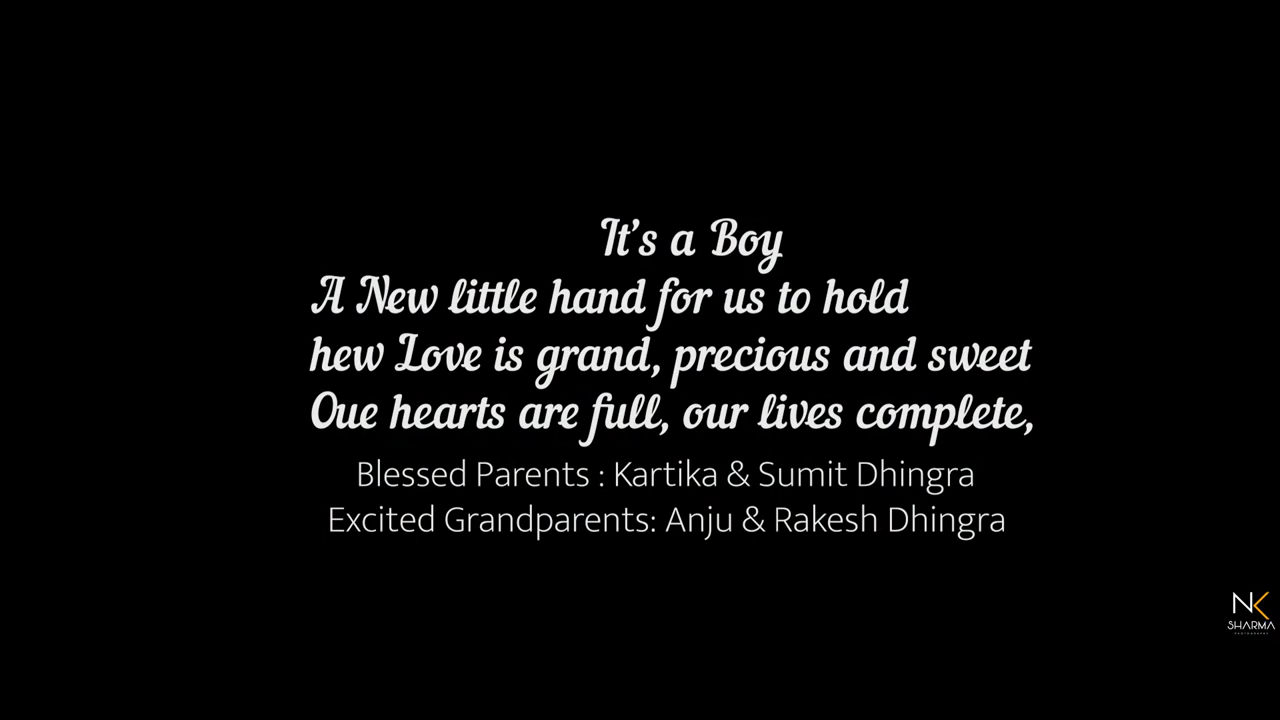 It's a Boy
A New little hand for us to hold
hew Love is grand, precious and sweet
Oue hearts are full, our lives complete,
Blessed Parents : Kartika & Sumit Dhingra
Excited Grandparents: Anju & Rakesh Dhingra
NK
SHARMA
PHOTOGRAPHY